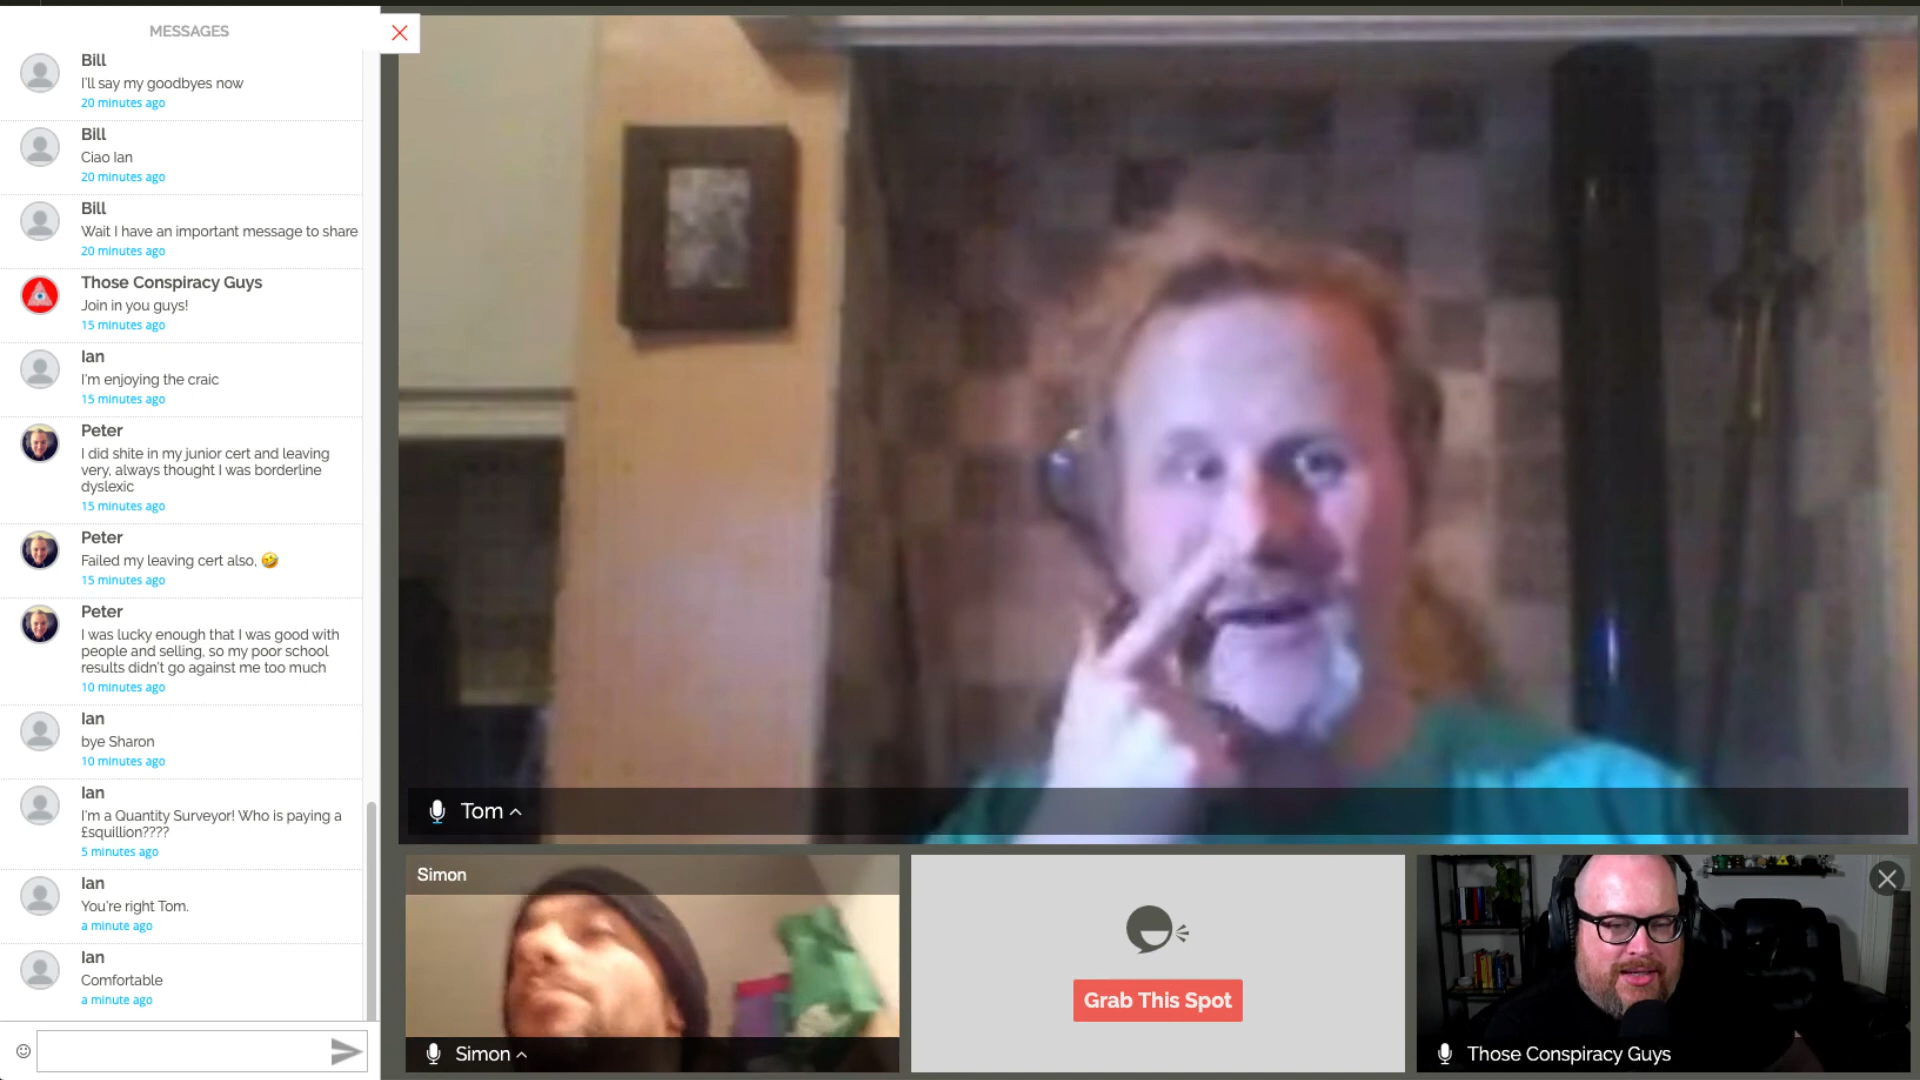 MESSAGES
Bill
I'll say my goodbyes now
20 minutes ago
Bill
Ciao Ian
20 minutes ago
Bill
Wait I have an important message to share
20 minutes ago
Those Conspiracy Guys
Join in you guys!
15 minutes ago
Ian
I'm enjoying the craic
15 minutes ago
Peter
I did shite in my junior cert and leaving
very, always thought I was borderline
dyslexic
15 minutes ago
Peter
Failed my leaving cert also, 🤣
15 minutes ago
Peter
I was lucky enough that I was good with
people and selling, so my poor school
results didn't go against me too much
10 minutes ago
Ian
bye Sharon
10 minutes ago
Ian
I'm a Quantity Surveyor! Who is paying a
£squillion????
5 minutes ago
Ian
You're right Tom.
a minute ago
Ian
Comfortable
a minute ago
Tom
Simon
Simon
Grab This Spot
Those Conspiracy Guys